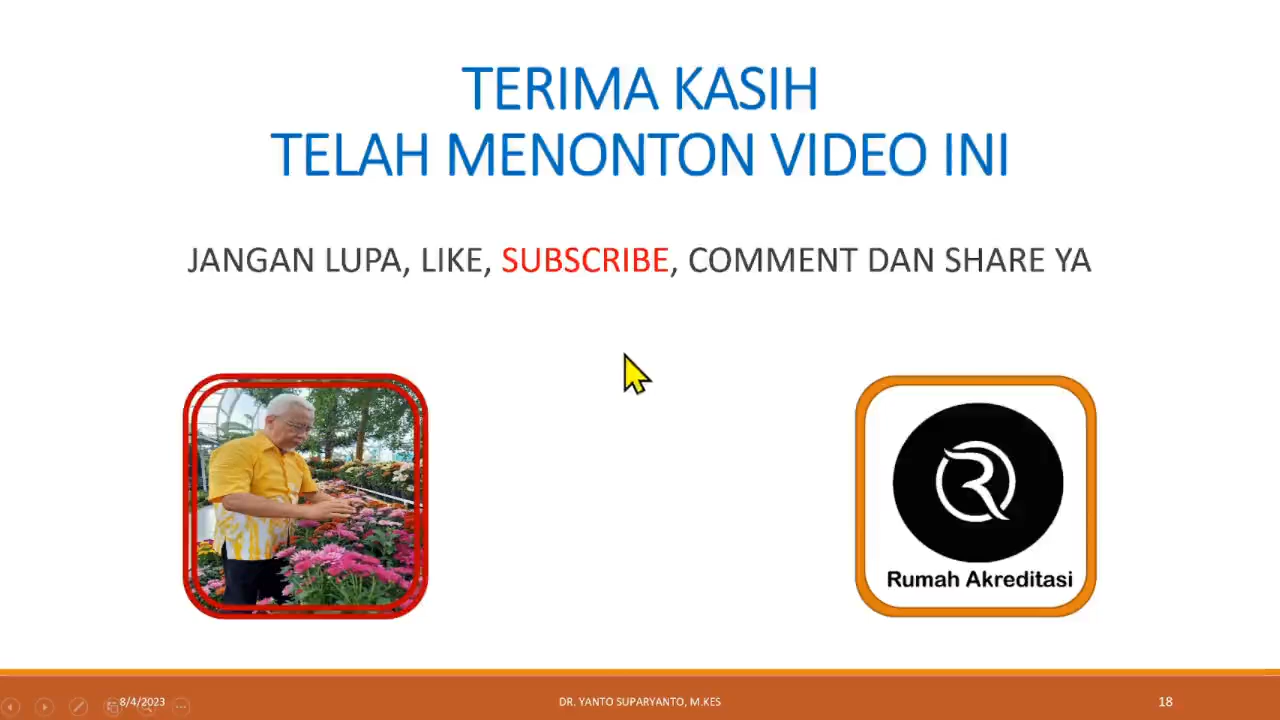 TERIMA KASIH
TELAH MENONTON VIDEO INI
JANGAN LUPA, LIKE, SUBSCRIBE, COMMENT DAN SHARE YA
Rumah Akreditasi
8/4/2023
DR. YANTO SUPARYANTO, M.KES
18